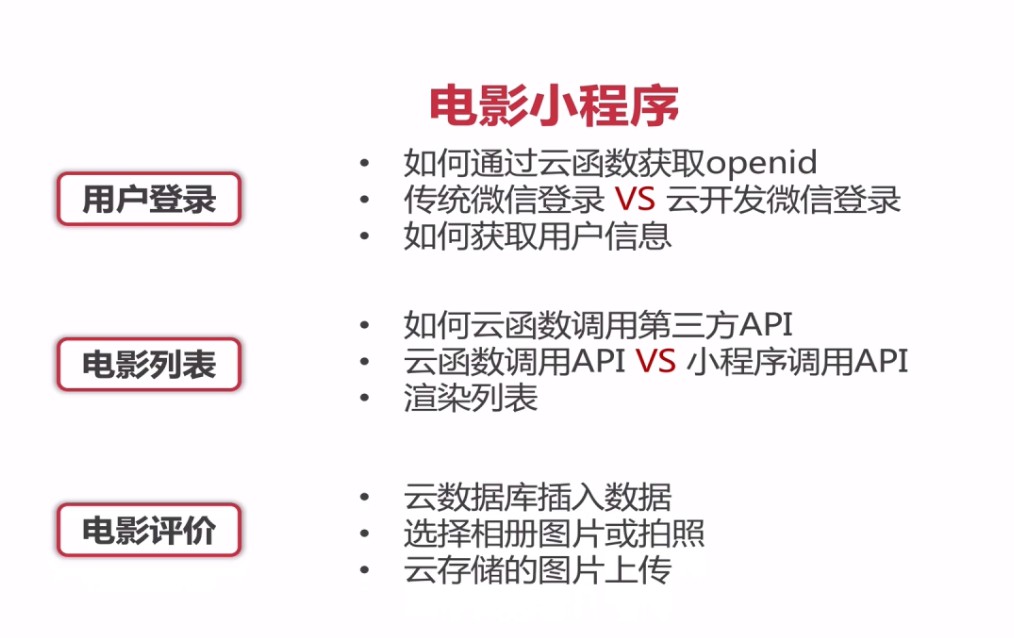 电影小程序
用户登录
• 如何通过云函数获取openid
• 传统微信登录 VS 云开发微信登录
• 如何获取用户信息
电影列表
• 如何云函数调用第三方API
• 云函数调用API VS 小程序调用API
• 渲染列表
电影评价
• 云数据库插入数据
• 选择相册图片或拍照
• 云存储的图片上传